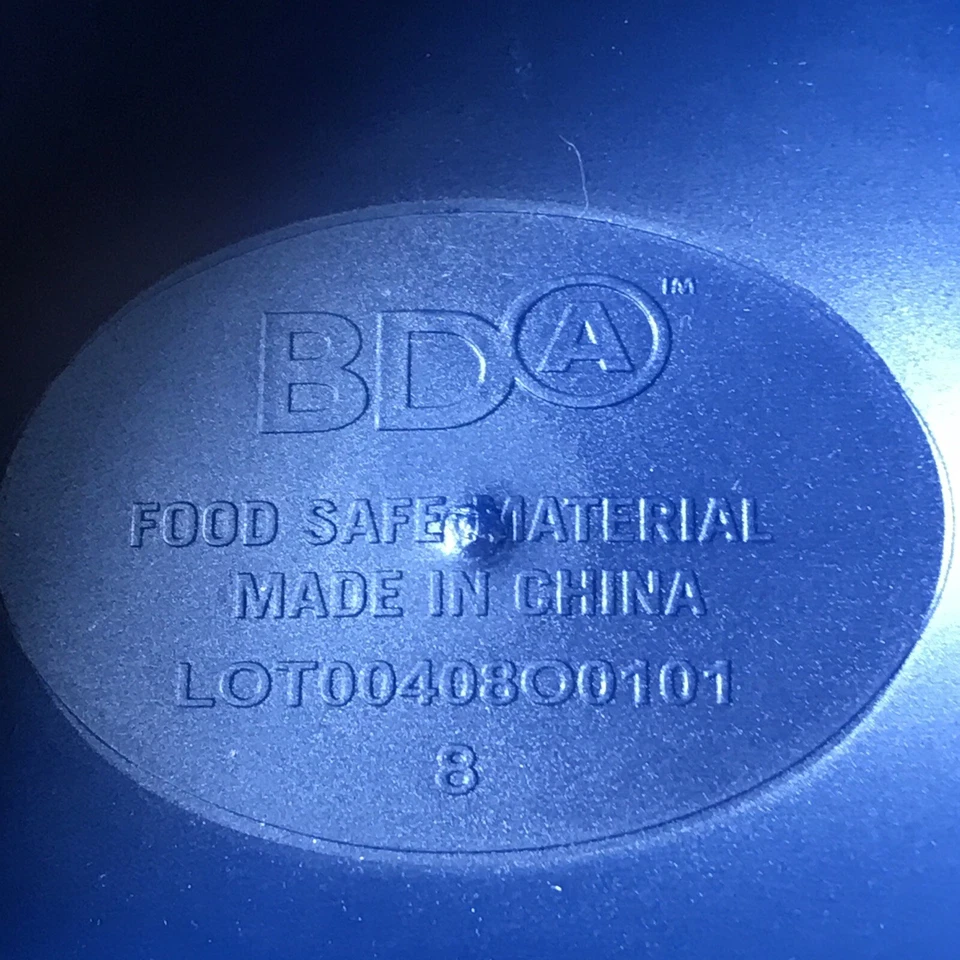 BDA™
FOOD SAFE MATERIAL
MADE IN CHINA
LOT00408O0101
8